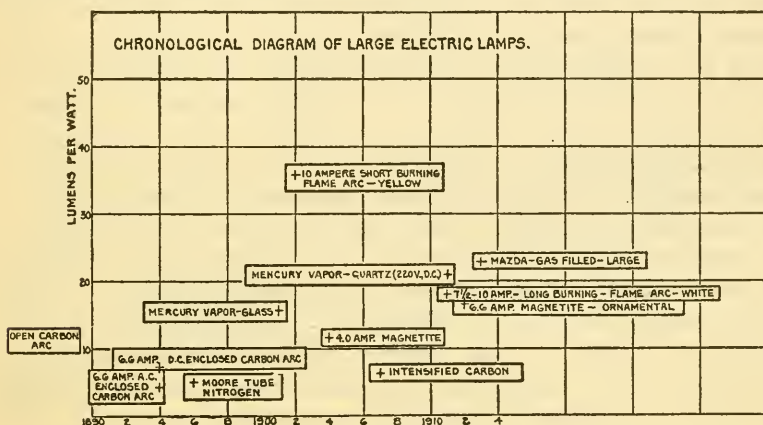 CHRONOLOGICAL DIAGRAM OF LARGE ELECTRIC LAMPS.
LUMENS PER WATT.
50
40
30
20
10
+10 AMPERE SHORT BURNING
FLAME ARC—YELLOW
+ MAZDA-GAS FILLED-LARGE
MERCURY VAPOR-QUARTZ (220V., D.C.) +
+7½-10 AMP.- LONG BURNING - FLAME ARC-WHITE
+6.6 AMP. MAGNETITE - ORNAMENTAL
MERCURY VAPOR-GLASS+
OPEN CARBON
ARC
+4.0 AMP. MAGNETITE
6.6 AMP. D.C. ENCLOSED CARBON ARC
+ INTENSIFIED CARBON
6.6 AMP. A.C.
ENCLOSED +
CARBON ARC
+ MOORE TUBE
NITROGEN
1890 2 4 6 8 1900 2 4 6 8 1910 2 4